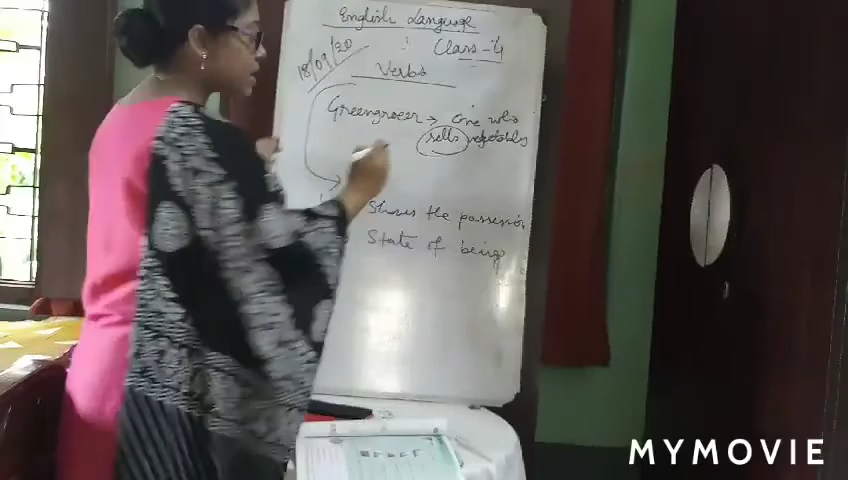 English Language
18/09/20
Class-4
Verbs
Greengrocer → One who
sells vegetables
Shows the
State of being
MYMOVIE